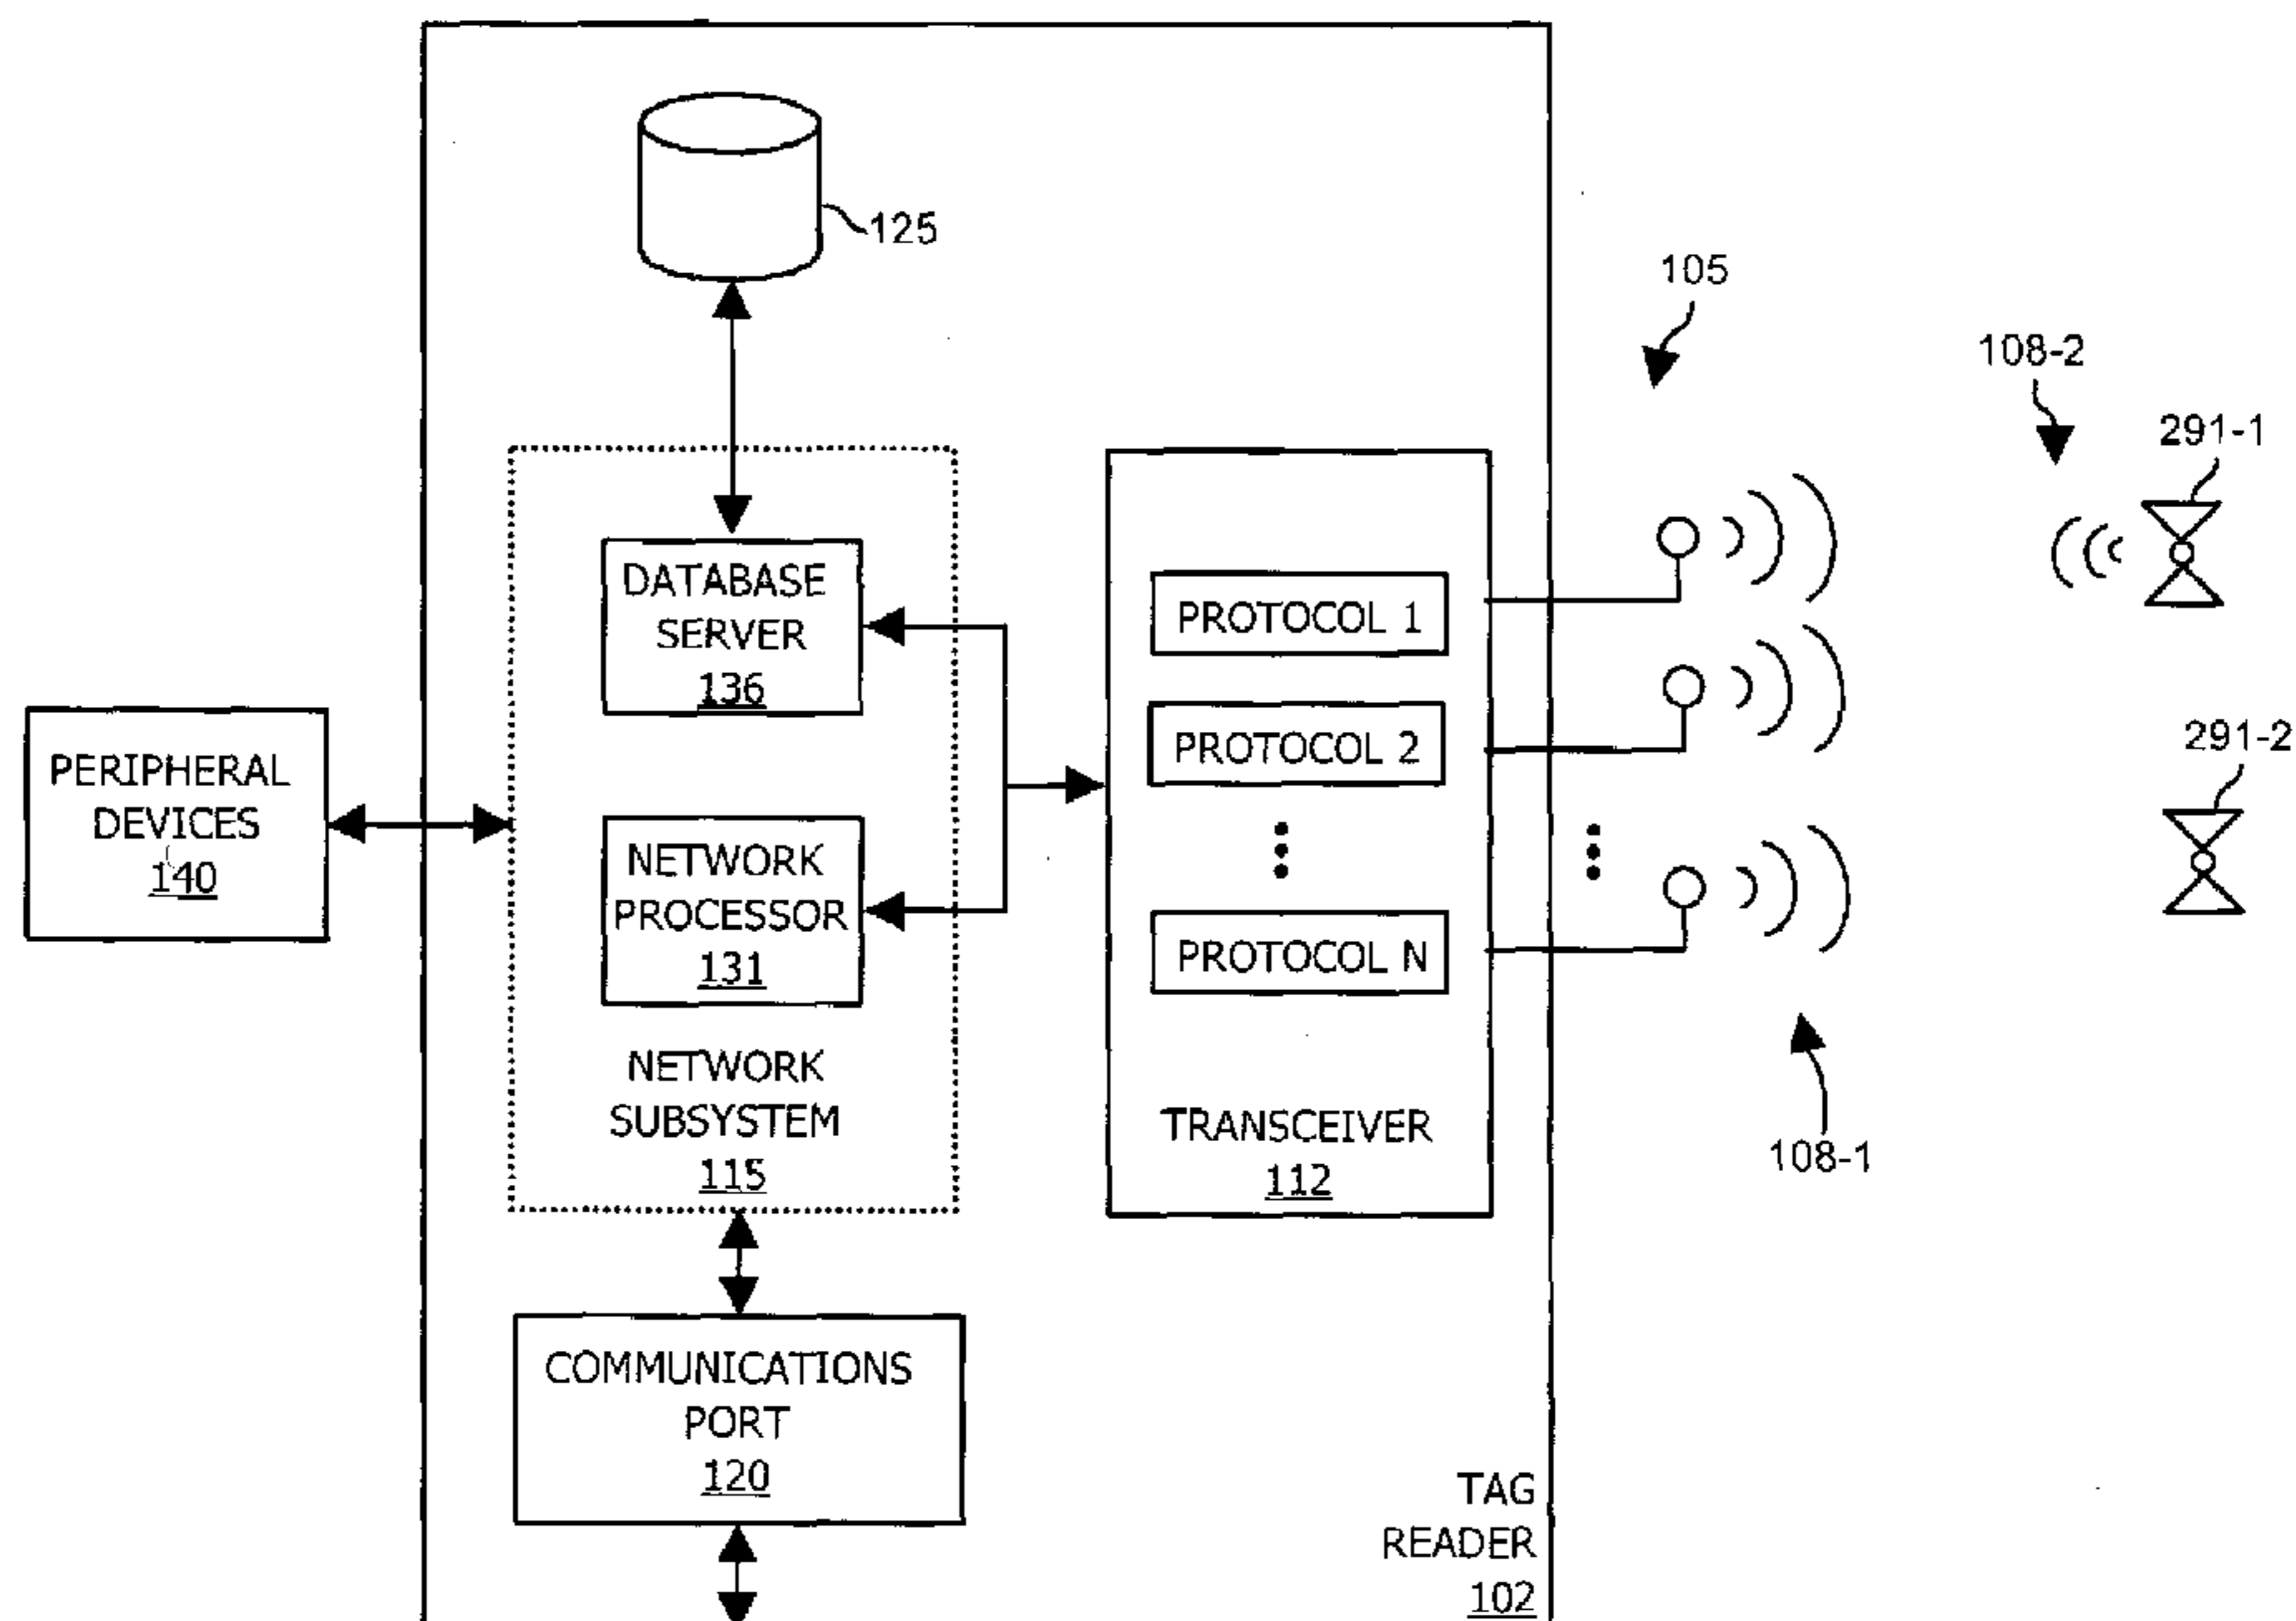 125
105
108-2
291-1
DATABASE
SERVER
136
PROTOCOL 1
PROTOCOL 2
PROTOCOL N
TRANSCEIVER
112
PERIPHERAL
DEVICES
140
NETWORK
PROCESSOR
131
NETWORK
SUBSYSTEM
115
291-2
108-1
COMMUNICATIONS
PORT
120
TAG
READER
102